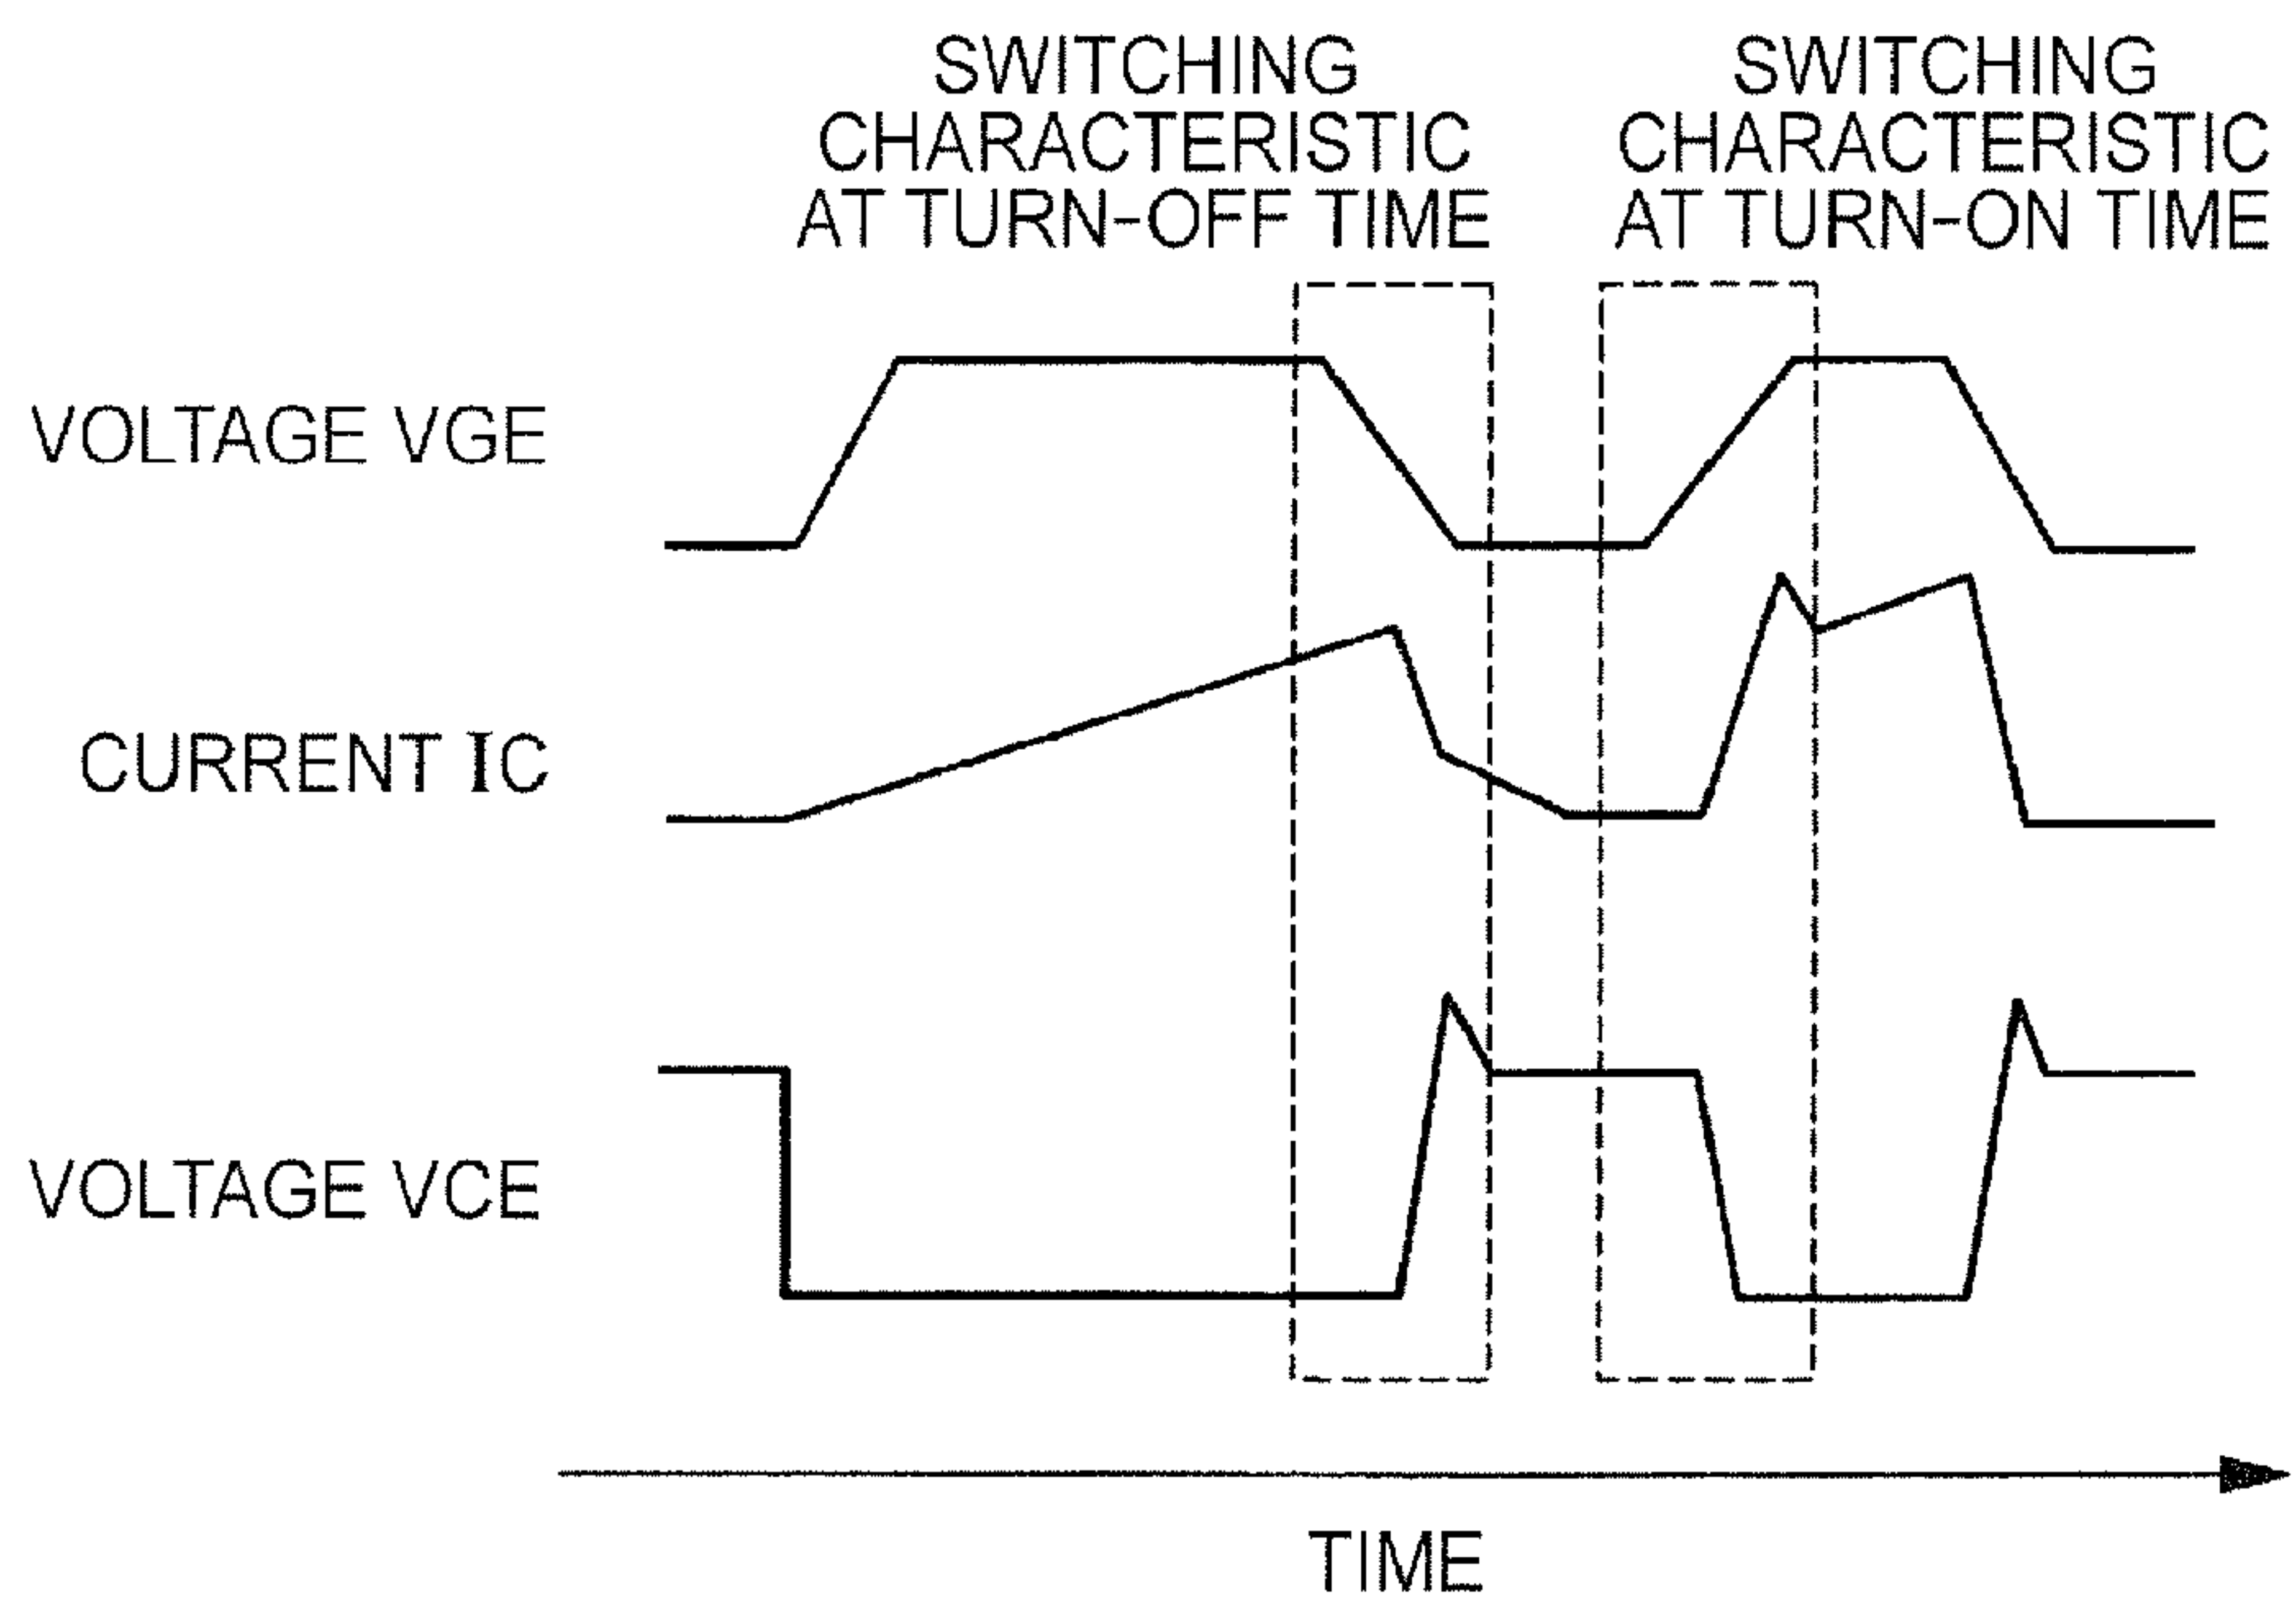 SWITCHING
CHARACTERISTIC
AT TURN-OFF TIME
SWITCHING
CHARACTERISTIC
AT TURN-ON TIME
VOLTAGE VGE
CURRENT IC
VOLTAGE VCE
TIME